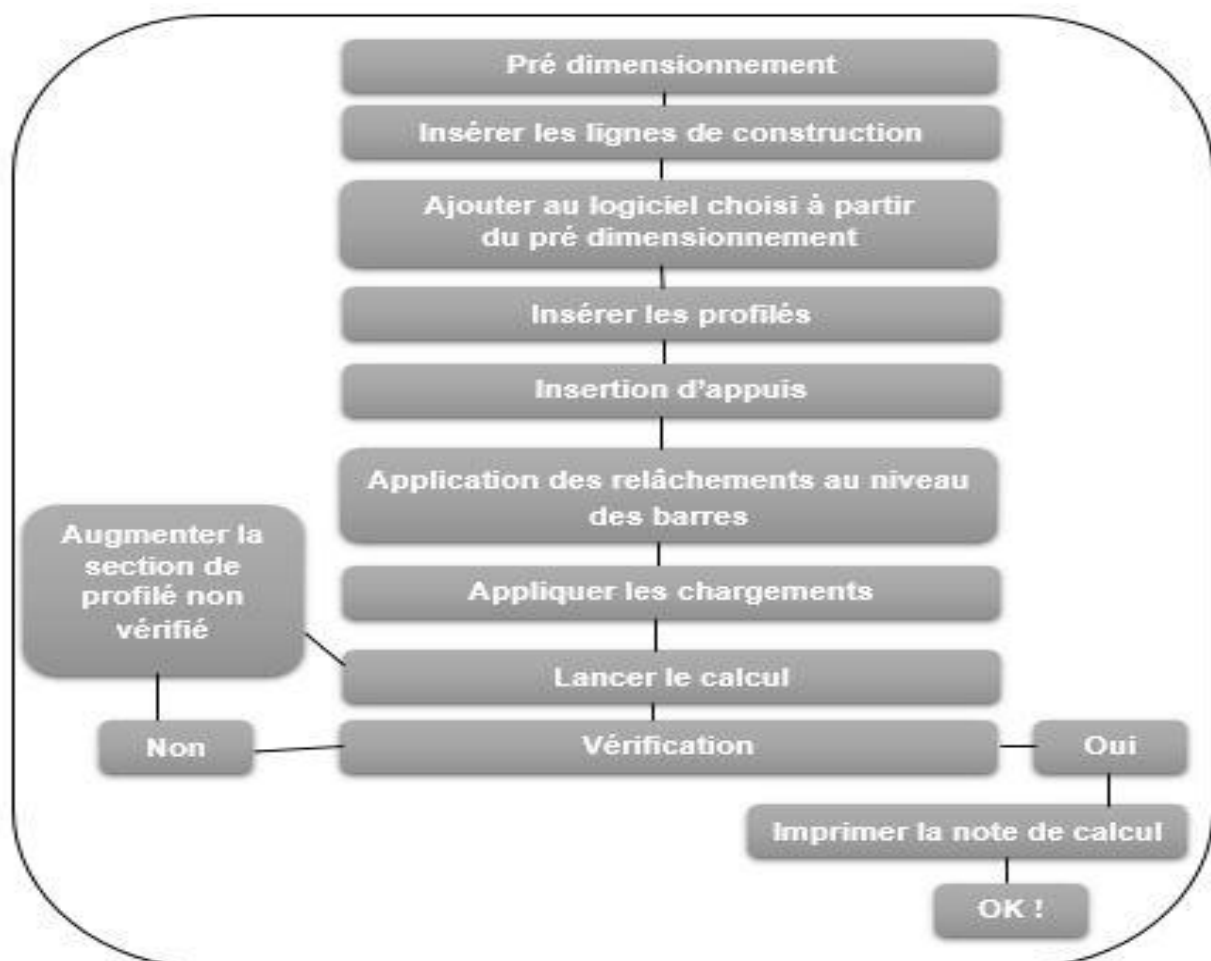 Pré dimensionnement
Insérer les lignes de construction
Ajouter au logiciel choisi à partir
du pré dimensionnement
Insérer les profilés
Insertion d'appuis
Application des relâchements au niveau
des barres
Augmenter la
section de
profilé non
vérifié
Appliquer les chargements
Lancer le calcul
Non
Vérification
Oui
Imprimer la note de calcul
OK !